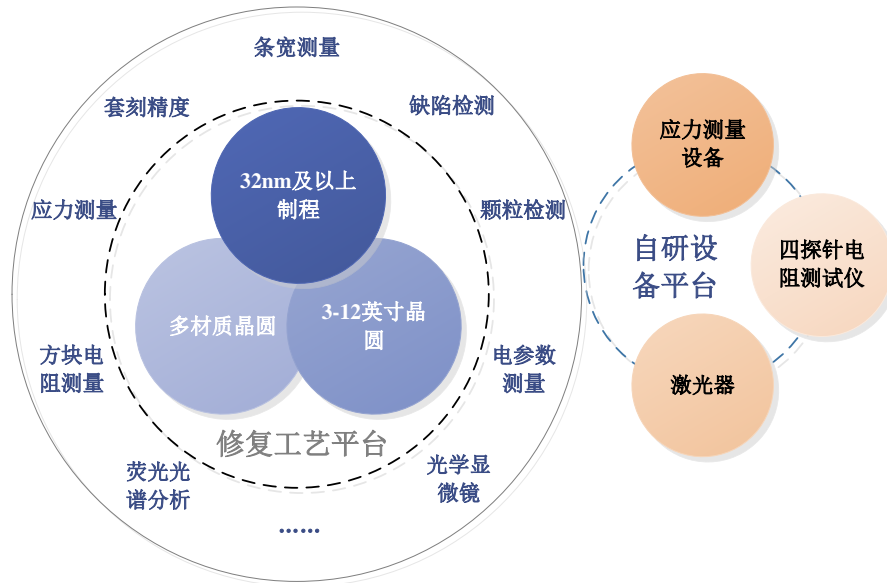 条宽测量
套刻精度
缺陷检测
应力测量
颗粒检测
32nm及以上
制程
多材质晶圆
3-12英寸晶
圆
方块电
阻测量
电参数
测量
修复工艺平台
荧光光
谱分析
光学显
微镜
······
应力测量
设备
自研设
备平台
四探针电
阻测试仪
激光器